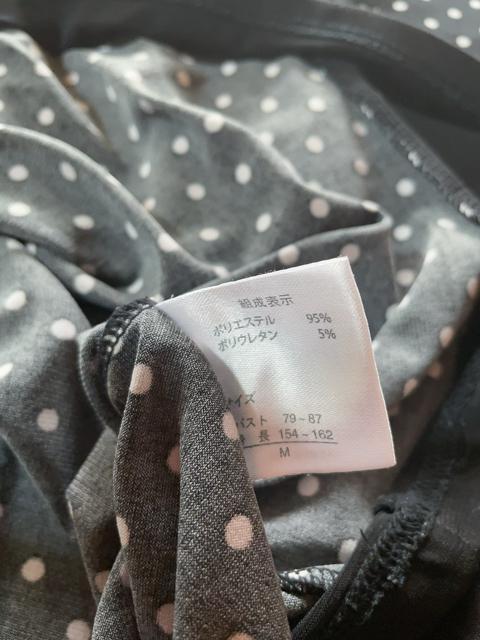 組成表示
ポリエステル 95%
ポリウレタン 5%
イズ
バスト 79~87
長 154~162
M